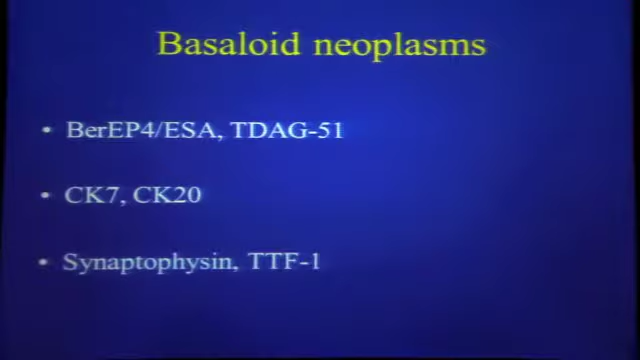 Basaloid neoplasms
• BerEP4/ESA, TDAG-51
• CK7, CK20
• Synaptophysin, TTF-1